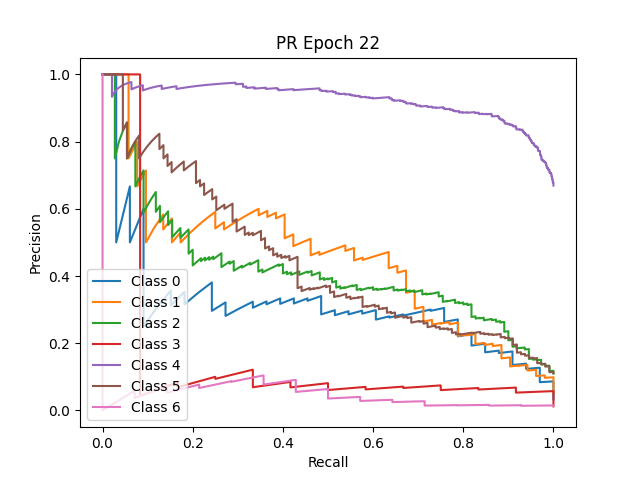 PR Epoch 22
Precision
1.0
0.8
0.6
0.4
0.2
0.0
Class 0
Class 1
Class 2
Class 3
Class 4
Class 5
Class 6
0.0 0.2 0.4 0.6 0.8 1.0
Recall